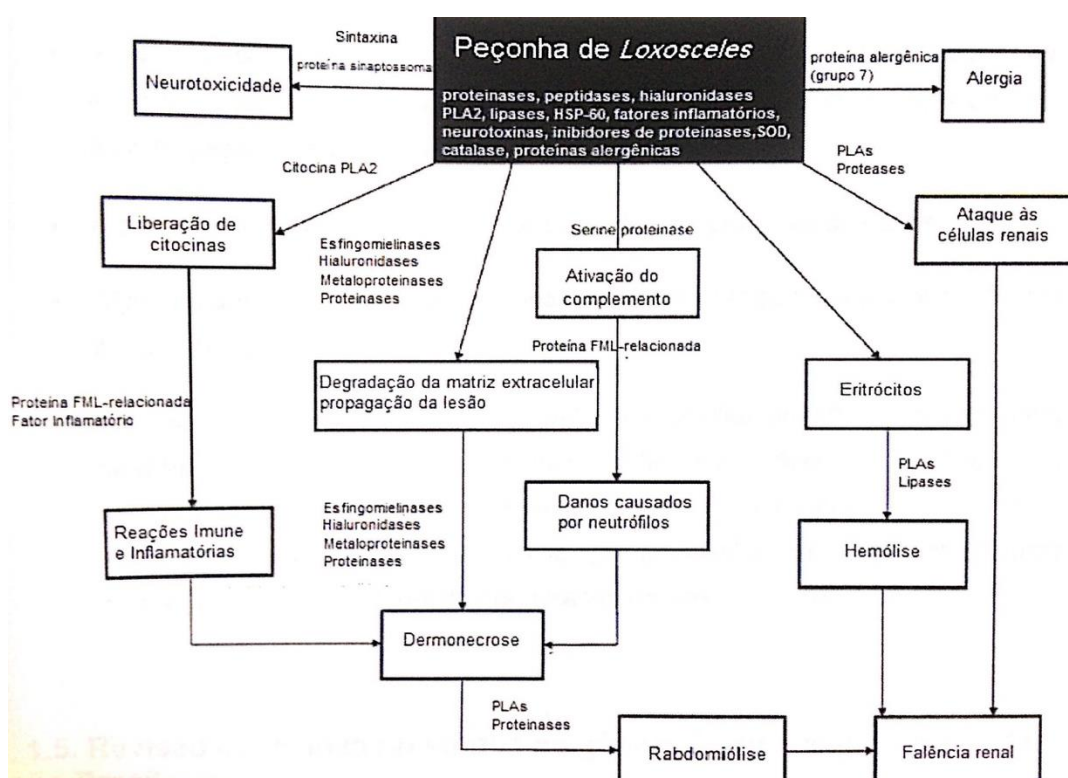 Peçonha de Loxosceles
proteinases, peptidases, hialuronidases
PLA2, lipases, HSP-60, fatores inflamatórios,
neurotoxinas, inibidores de proteinases,SOD,
catalase, proteínas alergênicas
Sintaxina
proteína sinaptossoma
Neurotoxicidade
proteína alergênica
(grupo 7)
Alergia
Citocina PLA2
Liberação de
citocinas
Esfingomielinases
Hialuronidases
Metaloproteinases
Proteinases
Serine proteinase
Ativação do
complemento
PLAs
Proteases
Ataque às
células renais
Proteína FML-relacionada
Fator Inflamatório
Degradação da matriz extracelular
propagação da lesão
Proteína FML-relacionada
Eritrócitos
PLAs
Lipases
Reações Imune
e Inflamatórias
Esfingomielinases
Hialuronidases
Metaloproteinases
Proteinases
Danos causados
por neutrófilos
Hemólise
Dermonecrose
PLAs
Proteinases
Rabdomiólise
Falência renal